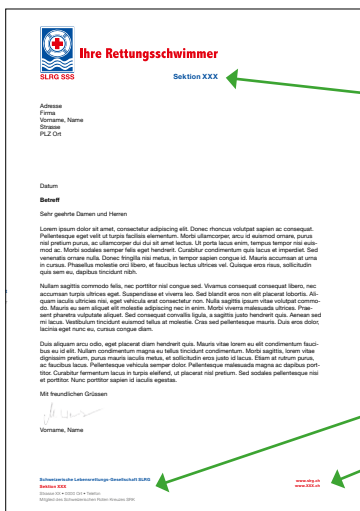 SLRG SSS
Ihre Rettungsschwimmer
Sektion XXX
Adresse
Firma
Vorname, Name
Strasse
PLZ Ort
Datum
Betreff
Sehr geehrte Damen und Herren
Lorem ipsum dolor sit amet, consectetur adipiscing elit. Donec rhoncus volutpat sapien ac consequat.
Pellentesque eget velit ut turpis facilisis elementum. Morbi ullamcorper, arcu id euismod ornare, purus
nisl pretium purus, ac ullamcorper dui dui sit amet lectus. Ut porta lacus enim, tempus tempor nisi euis-
mod ac. Morbi sodales semper felis eget hendrerit. Curabitur condimentum quis lacus et imperdiet. Sed
venenatis ornare nulla. Donec fringilla nisi metus, in tempor sapien congue id. Mauris accumsan at urna
in cursus. Phasellus molestie orci libero, et faucibus lectus ultrices vel. Quisque eros risus, sollicitudin
quis sem eu, dapibus tincidunt nibh.
Nullam sagittis commodo felis, nec porttitor nisl congue sed. Vivamus consequat consequat libero, nec
accumsan turpis ultrices eget. Suspendisse et viverra leo. Sed blandit eros non elit placerat lobortis. Ali-
quam iaculis ultricies nisi, eget vehicula erat consectetur non. Nulla sagittis ipsum vitae volutpat commo-
do. Mauris eu sem aliquet elit molestie adipiscing nec in enim. Morbi viverra malesuada ultrices. Praes-
sent pharetra vulputate aliquet. Sed consequat convallis ligula, a sagittis justo hendrerit quis. Aenean sed
mi lacus. Vestibulum tincidunt euismod tellus at molestie. Cras sed pellentesque mauris. Duis eros dolor,
lacinia eget nunc eu, cursus congue diam.
Duis aliquam arcu odio, eget placerat diam hendrerit quis. Mauris vitae lorem eu elit condimentum fauci-
bus eu id elit. Nullam condimentum magna eu tellus tincidunt condimentum. Morbi sagittis, lorem vitae
dignissim pretium, purus mauris iaculis metus, et sollicitudin eros justo id lacus. Etiam at rutrum purus,
ac faucibus lacus. Pellentesque vehicula semper dolor. Pellentesque malesuada magna ac dapibus port-
titor. Curabitur fermentum lacus in turpis eleifend, ut placerat nisl pretium. Sed sodales pellentesque nisi
et porttitor. Nunc porttitor sapien id iaculis egestas.
Mit freundlichen Grüssen
Vorname, Name
Schweizerische Lebensrettungs-Gesellschaft SLRG
Sektion XXX
Strasse XX • 0000 Ort • Telefon
Mitglied des Schweizerischen Roten Kreuzes SRK
www.slrg.ch
www.XXX.ch